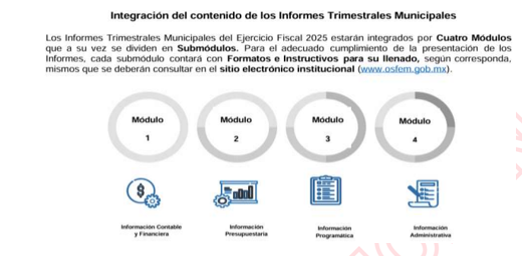 Integración del contenido de los Informes Trimestrales Municipales
Los Informes Trimestrales Municipales del Ejercicio Fiscal 2025 estarán integrados por Cuatro Módulos
que a su vez se dividen en Submódulos. Para el adecuado cumplimiento de la presentación de los
Informes, cada submódulo contará con Formatos e Instructivos para su llenado, según corresponda,
mismos que se deberán consultar en el sitio electrónico institucional (www.osfem.gob.mx).
Módulo
1
Módulo
2
Módulo
3
Módulo
4
Información Contable
y Financiera
Información
Presupuestaria
Información
Programática
Información
Administrativa